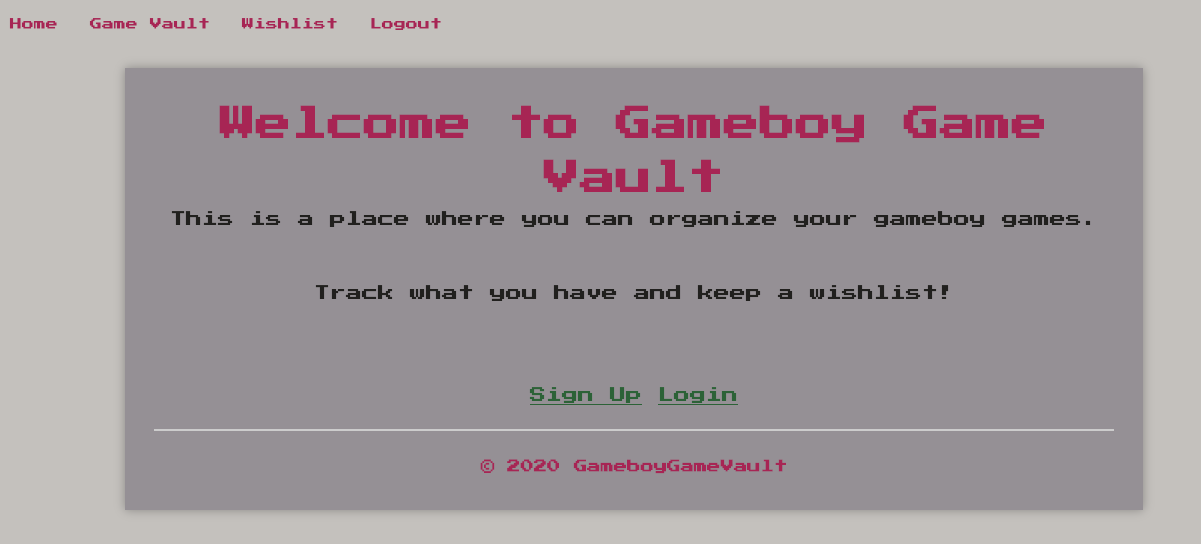 Home Game Vault Wishlist Logout
Welcome to Gameboy Game
Vault
This is a place where you can organize your gameboy games.
Track what you have and keep a wishlist!
Sign Up Login
© 2020 GameboyGameVault